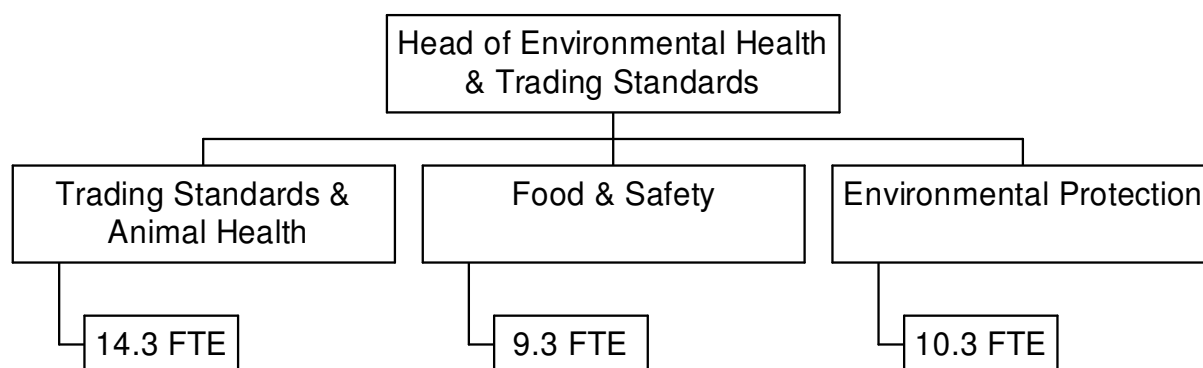 Head of Environmental Health
& Trading Standards
Trading Standards &
Animal Health
Food & Safety
Environmental Protection
14.3 FTE
9.3 FTE
10.3 FTE